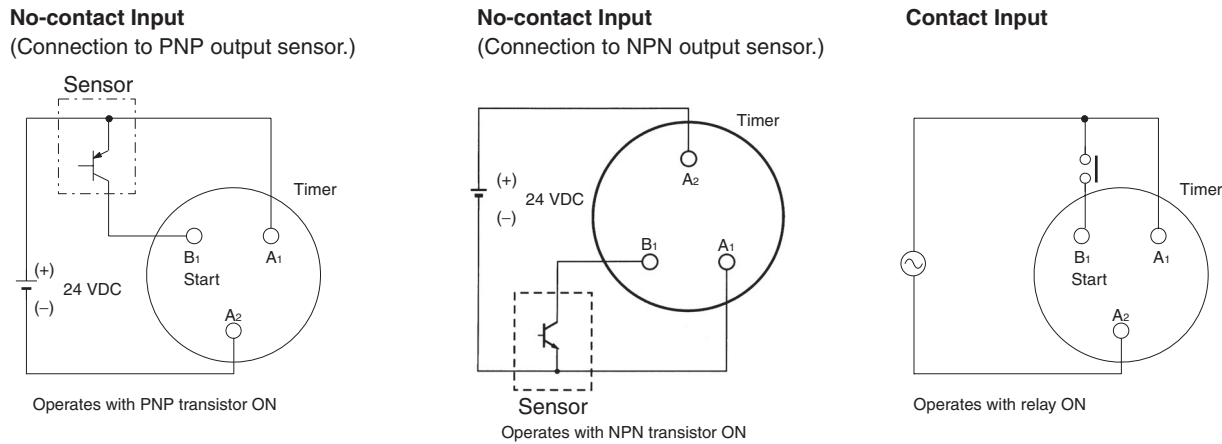 No-contact Input
(Connection to PNP output sensor.)
Sensor
Timer
B1
A1
Start
(+)
24 VDC
(–)
A2
Operates with PNP transistor ON
No-contact Input
(Connection to NPN output sensor.)
Timer
A2
(+)
24 VDC
(–)
B1
A1
Sensor
Operates with NPN transistor ON
Contact Input
Timer
B1
A1
Start
A2
Operates with relay ON